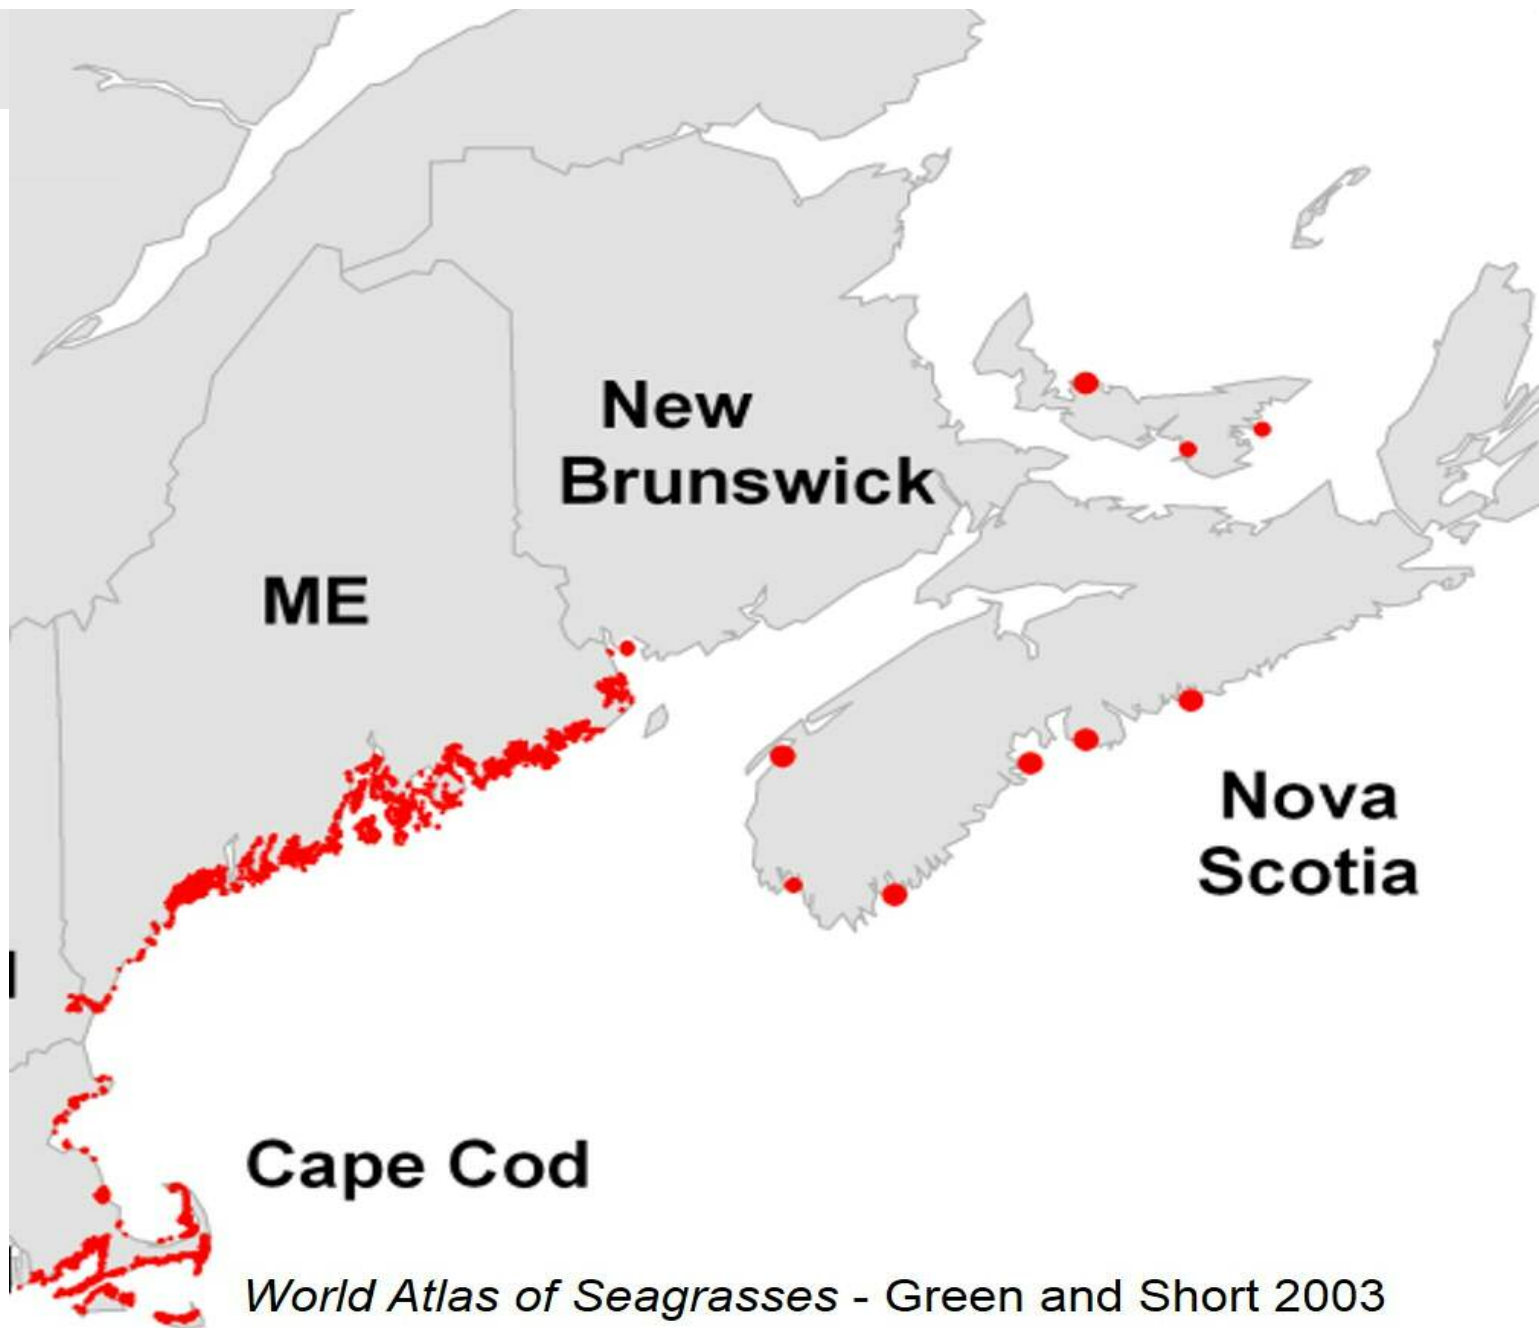 New
Brunswick
ME
Nova
Scotia
Cape Cod
World Atlas of Seagrasses - Green and Short 2003